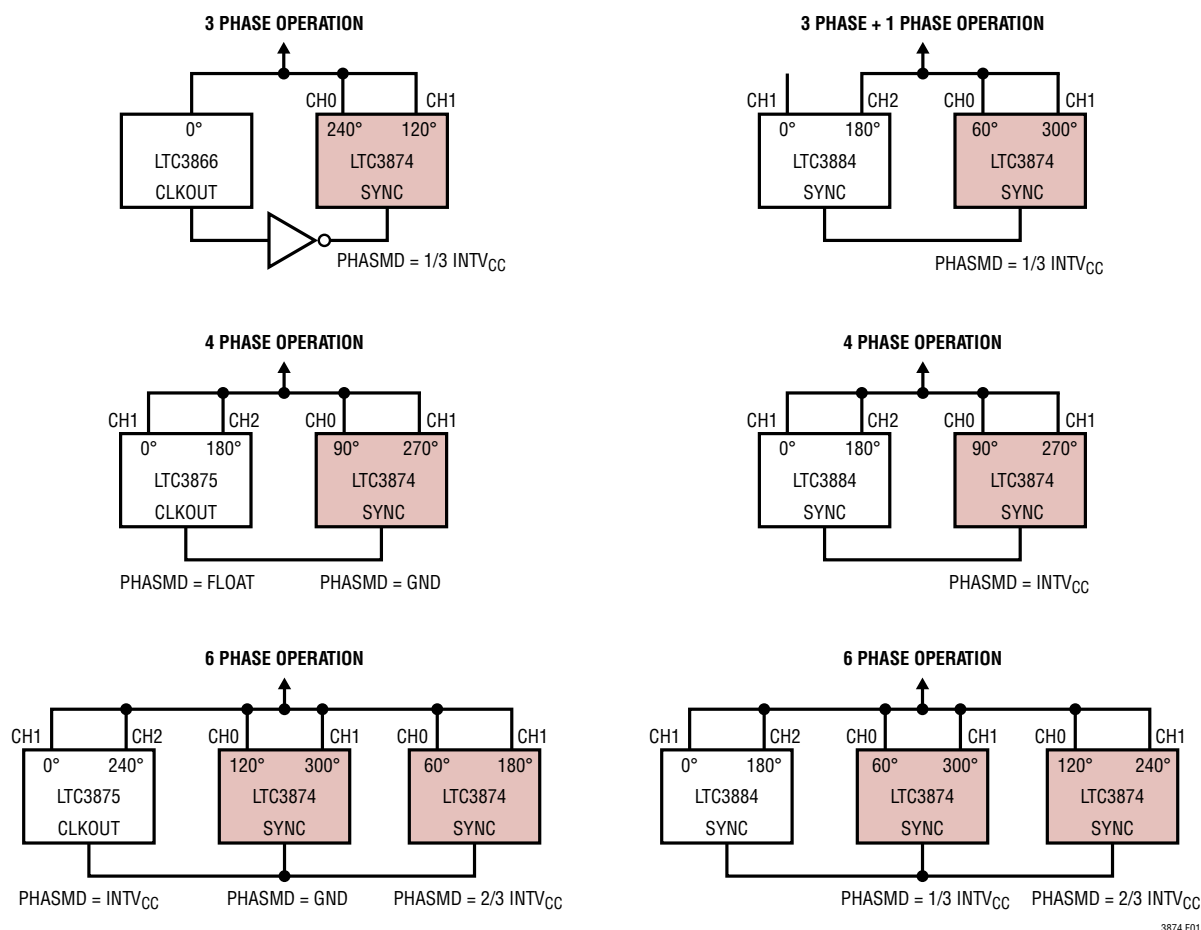 3 PHASE OPERATION
CH0 CH1
0° 240° 120°
LTC3866 LTC3874
CLKOUT SYNC
PHASMD = 1/3 INTVCC
3 PHASE + 1 PHASE OPERATION
CH1 CH2 CH0 CH1
0° 180° 60° 300°
LTC3884 LTC3874
SYNC SYNC
PHASMD = 1/3 INTVCC
4 PHASE OPERATION
CH1 CH2 CH0 CH1
0° 180° 90° 270°
LTC3875 LTC3874
CLKOUT SYNC
PHASMD = FLOAT PHASMD = GND
4 PHASE OPERATION
CH1 CH2 CH0 CH1
0° 180° 90° 270°
LTC3884 LTC3874
SYNC SYNC
PHASMD = INTVCC
6 PHASE OPERATION
CH1 CH2 CH0 CH1 CH0 CH1
0° 240° 120° 300° 60° 180°
LTC3875 LTC3874 LTC3874
CLKOUT SYNC SYNC
PHASMD = INTVCC PHASMD = GND PHASMD = 2/3 INTVCC
6 PHASE OPERATION
CH1 CH2 CH0 CH1 CH0 CH1
0° 180° 60° 300° 120° 240°
LTC3884 LTC3874 LTC3874
SYNC SYNC SYNC
PHASMD = 1/3 INTVCC PHASMD = 2/3 INTVCC
3874 F01